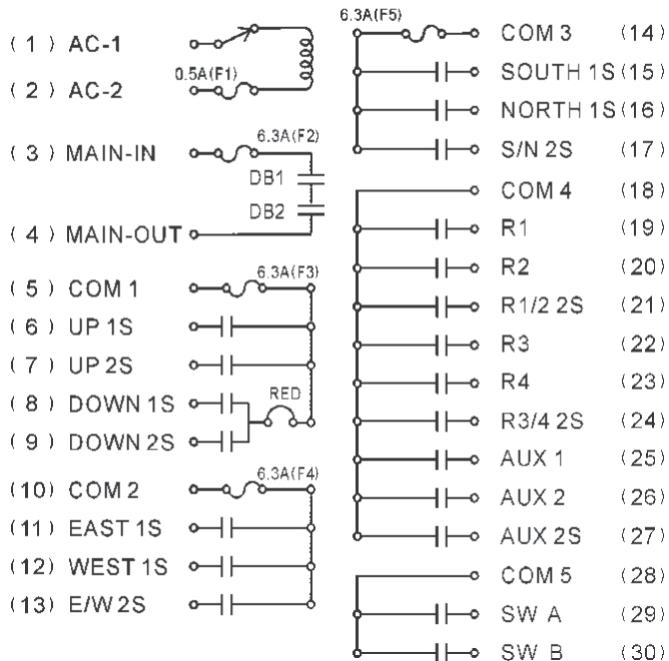 (1) AC-1
0.5A(F1)
(2) AC-2
(3) MAIN-IN
6.3A(F2)
DB1
DB2
(4) MAIN-OUT
6.3A(F3)
(5) COM 1
(6) UP 1S
(7) UP 2S
(8) DOWN 1S
RED
(9) DOWN 2S
6.3A(F4)
(10) COM 2
(11) EAST 1S
(12) WEST 1S
(13) E/W 2S
6.3A(F5)
COM 3 (14)
SOUTH 1S (15)
NORTH 1S (16)
S/N 2S (17)
COM 4 (18)
R1 (19)
R2 (20)
R1/2 2S (21)
R3 (22)
R4 (23)
R3/4 2S (24)
AUX 1 (25)
AUX 2 (26)
AUX 2S (27)
COM 5 (28)
SW A (29)
SW B (30)